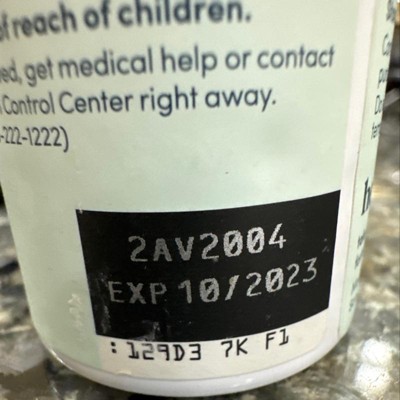 of reach of children.
get medical help or contact
Control Center right away.
-222-1222)
2AV2004
EXP 10/2023
:129D3 7K F1